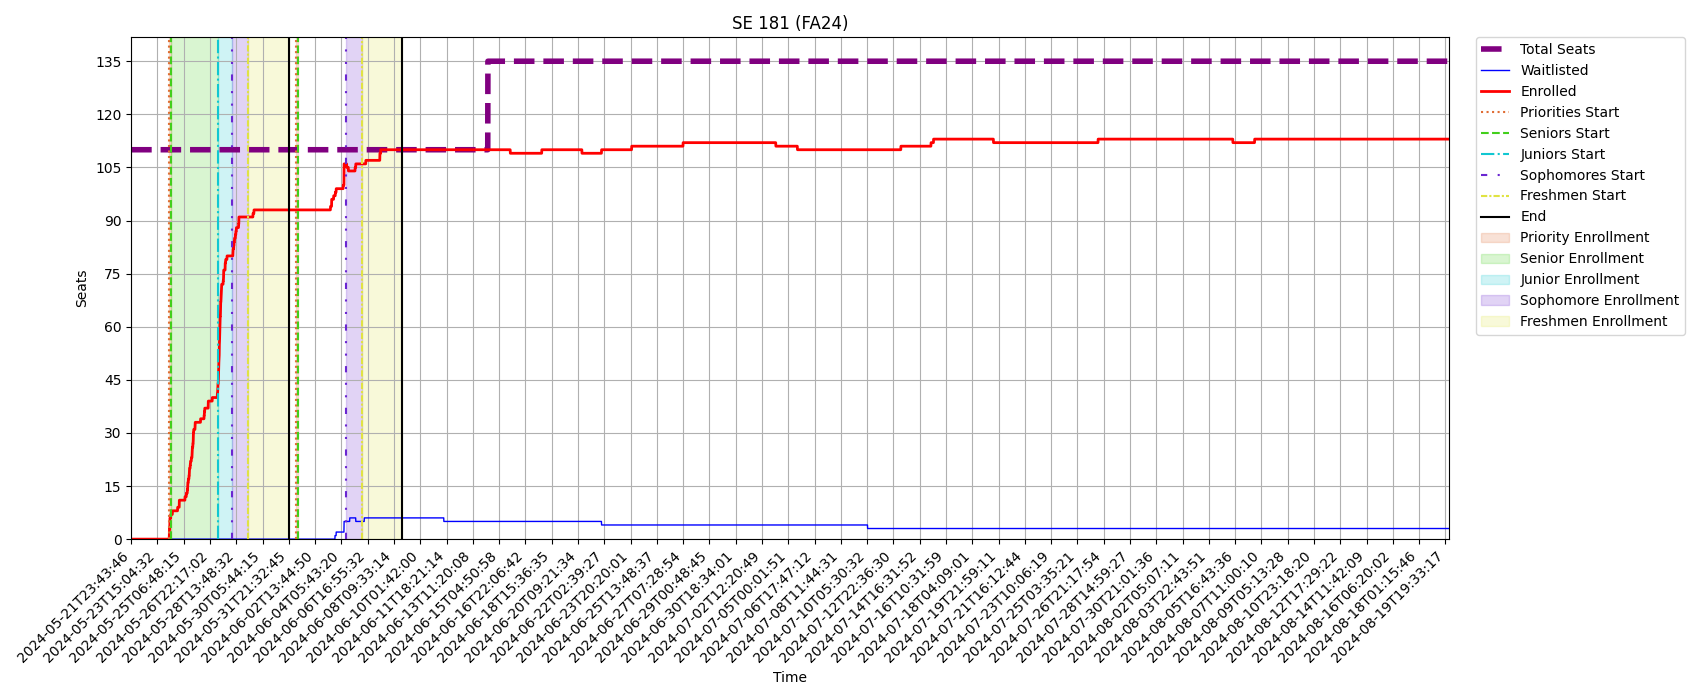 SE 181 (FA24)
Total Seats
Waitlisted
Enrolled
Priorities Start
Seniors Start
Juniors Start
Sophomores Start
Freshmen Start
End
Priority Enrollment
Senior Enrollment
Junior Enrollment
Sophomore Enrollment
Freshmen Enrollment
Seats
135
120
105
90
75
60
45
30
15
0
2024-05-21T23:43:46
2024-05-23T15:04:32
2024-05-25T06:48:15
2024-05-26T22:17:02
2024-05-28T13:48:32
2024-05-30T05:44:15
2024-05-31T21:32:45
2024-06-02T13:44:50
2024-06-04T05:43:20
2024-06-06T16:55:32
2024-06-08T09:33:14
2024-06-10T01:42:00
2024-06-11T18:21:14
2024-06-13T11:20:08
2024-06-15T04:50:58
2024-06-16T22:06:42
2024-06-18T15:36:35
2024-06-20T09:21:34
2024-06-22T02:39:27
2024-06-23T20:20:01
2024-06-25T13:48:37
2024-06-27T07:28:54
2024-06-29T00:48:45
2024-06-30T18:34:01
2024-07-02T12:20:49
2024-07-05T00:01:51
2024-07-06T17:47:12
2024-07-08T11:44:31
2024-07-10T05:30:32
2024-07-12T22:36:30
2024-07-14T16:31:52
2024-07-16T10:31:59
2024-07-18T04:09:01
2024-07-19T21:59:11
2024-07-21T16:12:44
2024-07-23T10:06:19
2024-07-25T03:35:21
2024-07-26T21:17:54
2024-07-28T14:59:27
2024-07-30T21:01:36
2024-08-02T05:07:11
2024-08-03T22:43:51
2024-08-05T16:43:36
2024-08-07T11:00:10
2024-08-09T05:13:28
2024-08-10T23:18:20
2024-08-12T17:29:22
2024-08-14T11:42:09
2024-08-16T06:20:02
2024-08-18T01:15:46
2024-08-19T19:33:17
Time